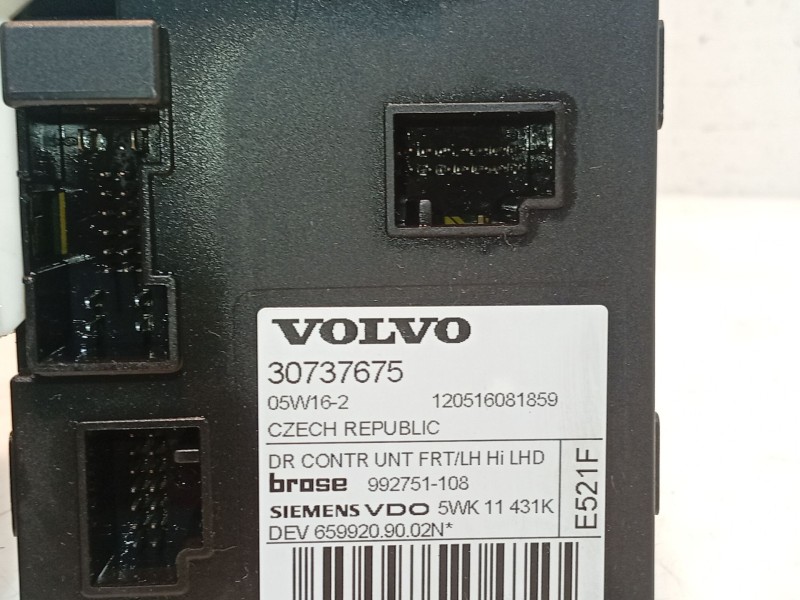 VOLVO
30737675
05W16-2 120516081859
CZECH REPUBLIC
DR CONTR UNT FRT/LH Hi LHD
brose 992751-108
SIEMENS VDO 5WK 11 431K
DEV 659920.90.02N*
E521F